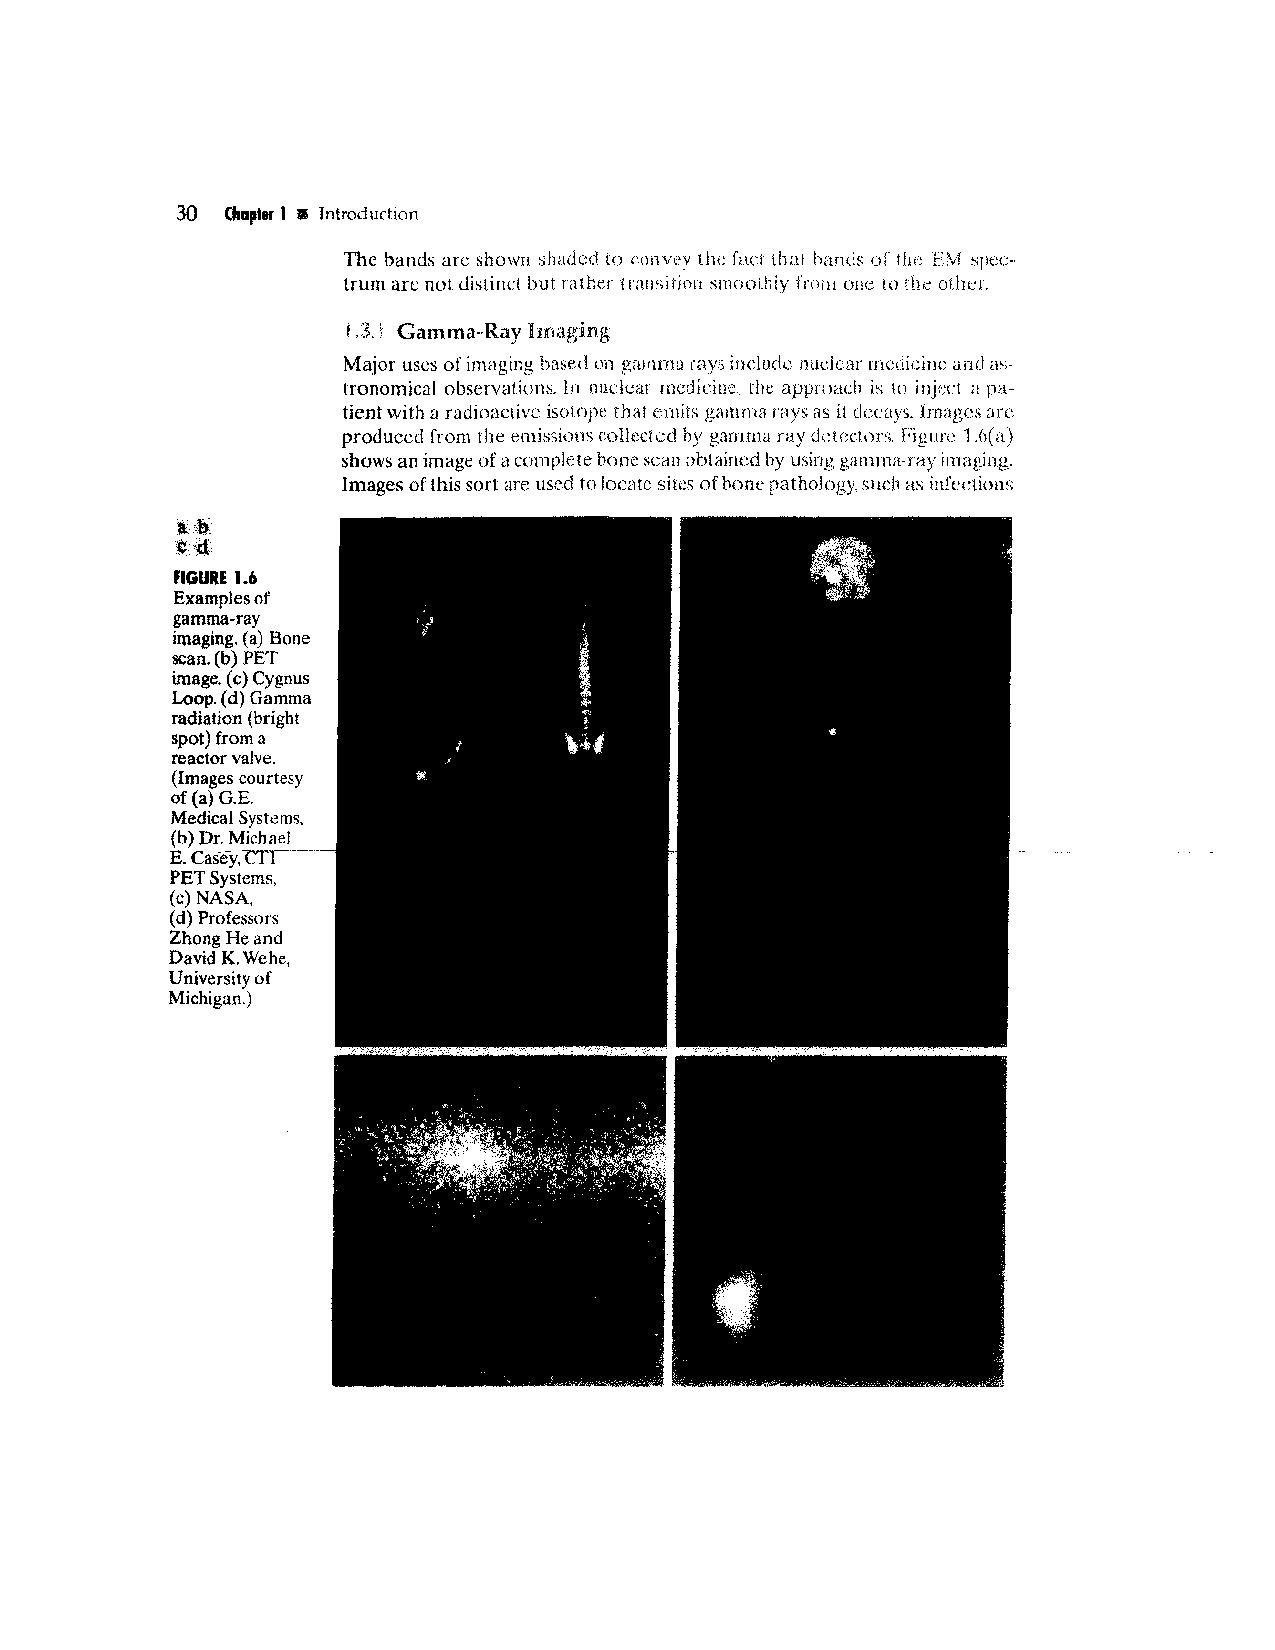 30 Chapter 1 ■ Introduction
The bands are shown shaded to convey the fact that bands of the EM spec-
trum are not distinct but rather transition smoothly from one to the other.
1.3.1 Gamma-Ray Imaging
Major uses of imaging based on gamma rays include nuclear medicine and as-
tronomical observations. In nuclear medicine, the approach is to inject a pa-
tient with a radioactive isotope that emits gamma rays as it decays. Images are
produced from the emissions collected by gamma ray detectors. Figure 1.6(a)
shows an image of a complete bone scan obtained by using gamma-ray imaging.
Images of this sort are used to locate sites of bone pathology, such as infections
a b
c d
FIGURE 1.6
Examples of
gamma-ray
imaging. (a) Bone
scan. (b) PET
image. (c) Cygnus
Loop. (d) Gamma
radiation (bright
spot) from a
reactor valve.
(Images courtesy
of (a) G.E.
Medical Systems,
(b) Dr. Michael
E. Casey, CTI
PET Systems,
(c) NASA,
(d) Professors
Zhong He and
David K. Wehe,
University of
Michigan.)